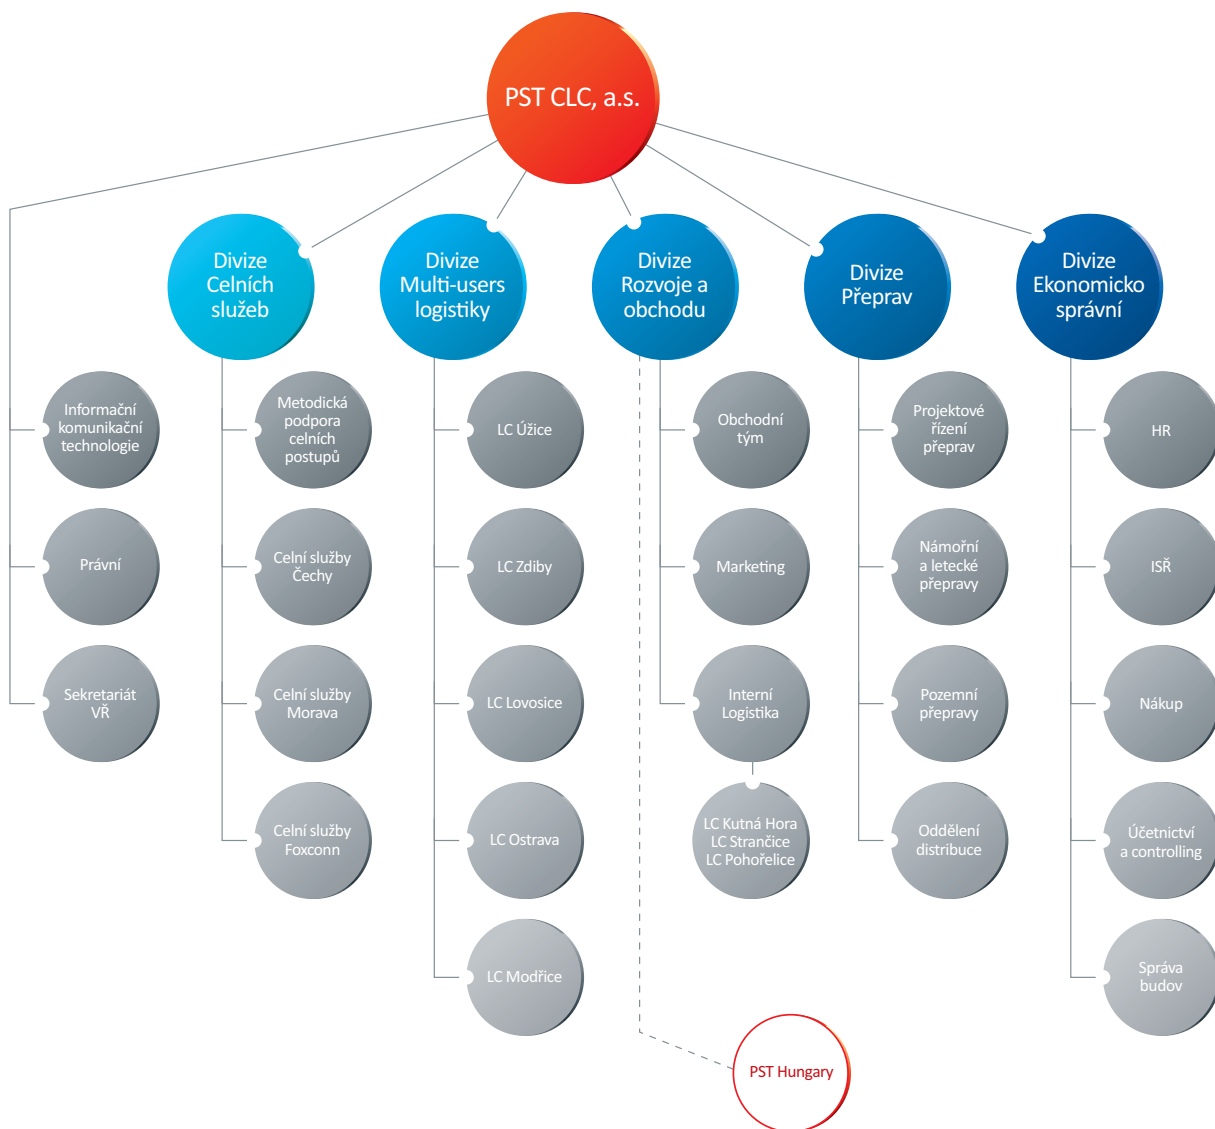 PST CLC, a.s.
Divize
Celních
služeb
Divize
Multi-users
logistiky
Divize
Rozvoje a
obchodu
Divize
Přeprav
Divize
Ekonomicko
správní
Informační
komunikační
technologie
Právní
Sekretariát
VŘ
Metodická
podpora
celních
postupů
Celní služby
Čechy
Celní služby
Morava
Celní služby
Foxconn
LC Úžice
LC Zdiby
LC Lovosice
LC Ostrava
LC Modřice
Obchodní
tým
Marketing
Interní
Logistika
LC Kutná Hora
LC Strančice
LC Pohořelice
PST Hungary
Projektové
řízení
přeprav
Námořní
a letecké
přepravy
Pozemní
přepravy
Oddělení
distribuce
HR
ISŘ
Nákup
Účetnictví
a controlling
Správa
budov